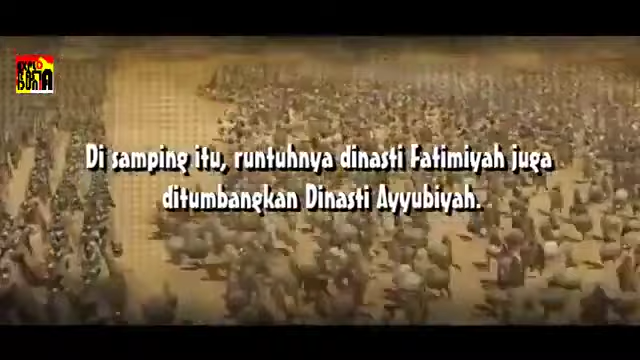 Di samping itu, runtuhnya dinasti Fatimiyah juga
ditumbangkan Dinasti Ayyubiyah.